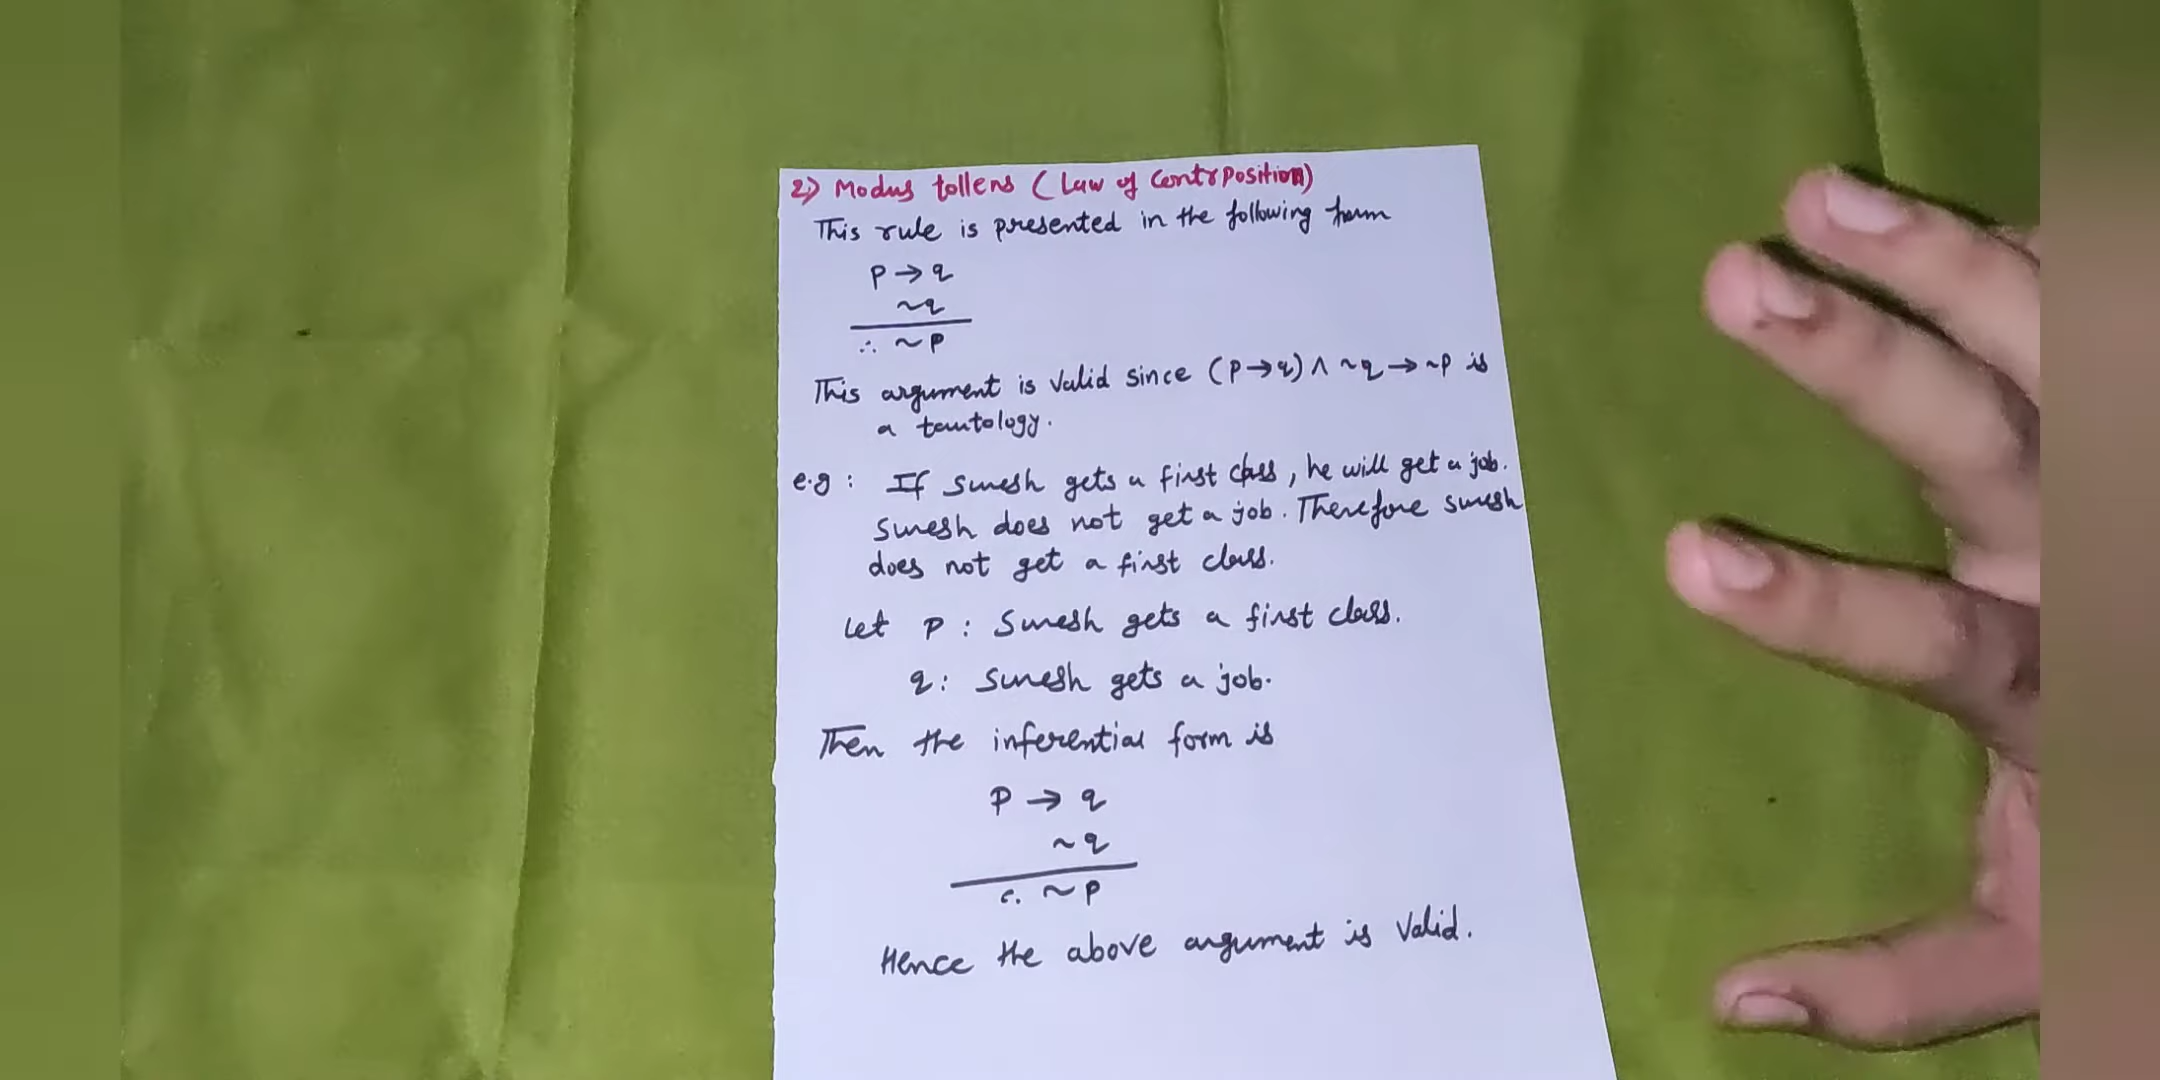 2) Modus tollens (Law of Contrposition)
This rule is presented in the following form
p → q
~q
∴ ~p
This argument is valid since (p→q) ∧ ~q → ~p is
a tautology.
e.g : If Suresh gets a first class, he will get a job.
Suresh does not get a job. Therefore Suresh
does not get a first class.
Let p : Suresh gets a first class.
q : Suresh gets a job.
Then the inferential form is
p → q
~q
∴ ~p
Hence the above argument is valid.